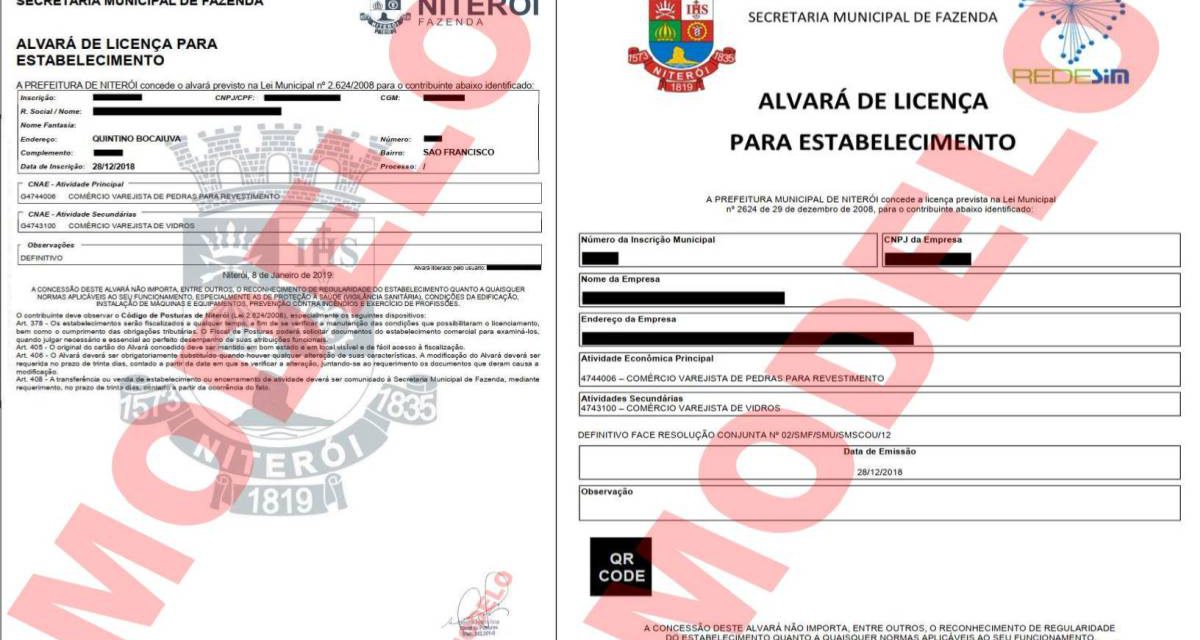 SECRETARIA MUNICIPAL DE FAZENDA
NITERÓI
FAZENDA
ALVARÁ DE LICENÇA PARA
ESTABELECIMENTO
A PREFEITURA DE NITERÓI concede o alvará previsto na Lei Municipal nº 2.624/2008 para o contribuinte abaixo identificado:
Inscrição: CNPJ/CPF: CGM:
R. Social / Nome:
Nome Fantasia:
Endereço: QUINTINO BOCAIUVA Número:
Complemento: Bairro: SAO FRANCISCO
Data de Inscrição: 28/12/2018 Processo: /
CNAE - Atividade Principal
G4744006 COMÉRCIO VAREJISTA DE PEDRAS PARA REVESTIMENTO
CNAE - Atividade Secundárias
G4743100 COMÉRCIO VAREJISTA DE VIDROS
Observações
DEFINITIVO
Alvará liberado pelo usuário:
Niterói, 8 de Janeiro de 2019.
A CONCESSÃO DESTE ALVARÁ NÃO IMPORTA, ENTRE OUTROS, O RECONHECIMENTO DE REGULARIDADE DO ESTABELECIMENTO QUANTO A QUAISQUER
NORMAS APLICÁVEIS AO SEU FUNCIONAMENTO, ESPECIALMENTE AS DE PROTEÇÃO À SAÚDE (VIGILÂNCIA SANITÁRIA), CONDIÇÕES DA EDIFICAÇÃO,
INSTALAÇÃO DE MÁQUINAS E EQUIPAMENTOS, PREVENÇÃO CONTRA INCÊNDIOS E EXERCÍCIO DE PROFISSÕES.
O contribuinte deve observar o Código de Posturas de Niterói (Lei 2.624/2008), especialmente os seguintes dispositivos:
Art. 378 - Os estabelecimentos serão fiscalizados a qualquer tempo, a fim de se verificar a manutenção das condições que possibilitaram o licenciamento,
bem como o cumprimento das obrigações tributárias. O Fiscal de Posturas poderá solicitar documentos do estabelecimento comercial para examiná-los,
quando julgar necessário e essencial ao perfeito desempenho de suas atribuições funcionais.
Art. 405 - O original do cartão do Alvará concedido deve ser mantido em bom estado e em local visível e de fácil acesso à fiscalização.
Art. 406 - O Alvará deverá ser obrigatoriamente substituído quando houver qualquer alteração de suas características. A modificação do Alvará deverá ser
requerida no prazo de trinta dias, contado a partir da data em que se verificar a alteração, juntando-se ao requerimento os documentos que deram causa a
modificação.
Art. 408 - A transferência ou venda de estabelecimento ou encerramento de atividade deverá ser comunicado à Secretaria Municipal de Fazenda, mediante
requerimento, no prazo de trinta dias, contado a partir da ocorrência do fato.
IHS
1573 1835
NITERÓI
1819
MODELO
MODELO
IHS
1573 1835
NITERÓI
1819
SECRETARIA MUNICIPAL DE FAZENDA
REDESIM
ALVARÁ DE LICENÇA
PARA ESTABELECIMENTO
A PREFEITURA MUNICIPAL DE NITERÓI concede a licença prevista na Lei Municipal
nº 2624 de 29 de dezembro de 2008, para o contribuinte abaixo identificado:
Número da Inscrição Municipal CNPJ da Empresa
Nome da Empresa
Endereço da Empresa
Atividade Econômica Principal
4744006 – COMÉRCIO VAREJISTA DE PEDRAS PARA REVESTIMENTO
Atividades Secundárias
4743100 – COMÉRCIO VAREJISTA DE VIDROS
DEFINITIVO FACE RESOLUÇÃO CONJUNTA Nº 02/SMF/SMU/SMSCOU/12
Data de Emissão
28/12/2018
Observação
QR
CODE
A CONCESSÃO DESTE ALVARÁ NÃO IMPORTA, ENTRE OUTROS, O RECONHECIMENTO DE REGULARIDADE
DO ESTABELECIMENTO QUANTO A QUAISQUER NORMAS APLICÁVEIS AO SEU FUNCIONAMENTO,
MODELO